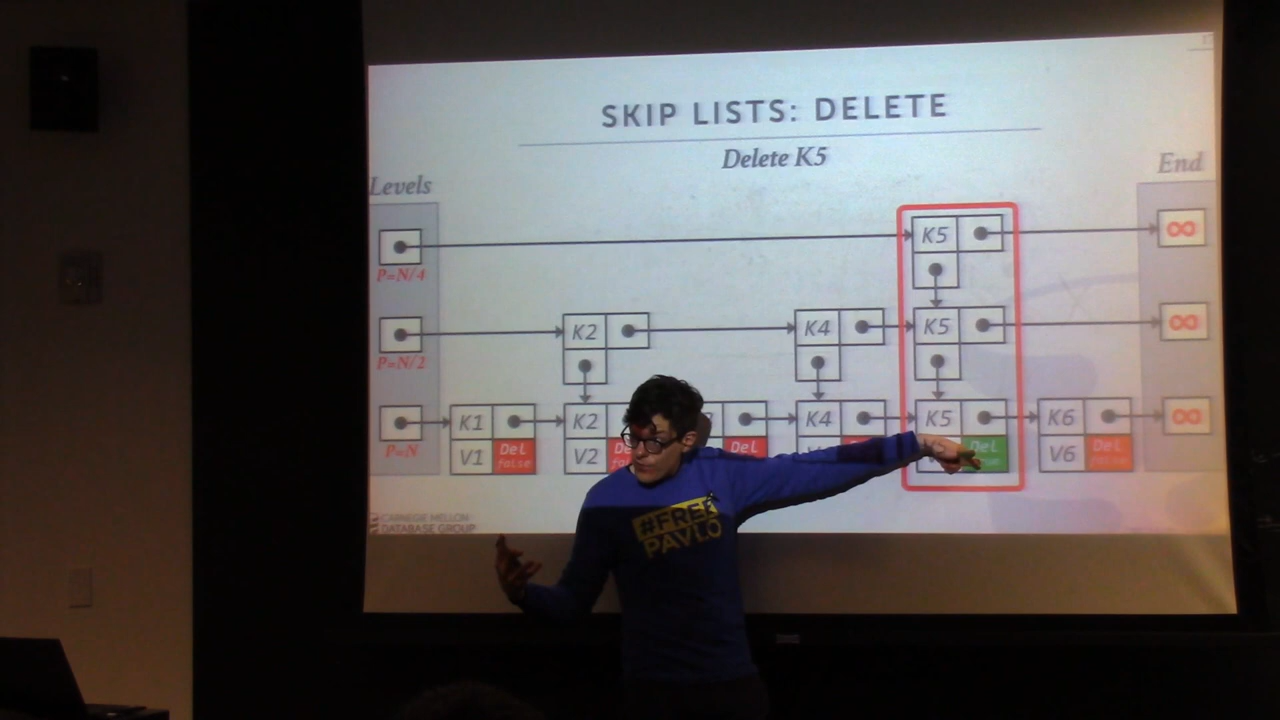 SKIP LISTS: DELETE
Delete K5
Levels
End
K5
∞
P=N/4
K2
K4
K5
∞
P=N/2
K1
K2
K4
K5
K6
∞
P=N
V1
Del
false
V2
Del
Del
V6
Del
CARNEGIE MELLON
DATABASE GROUP
#FREE
PAVLO